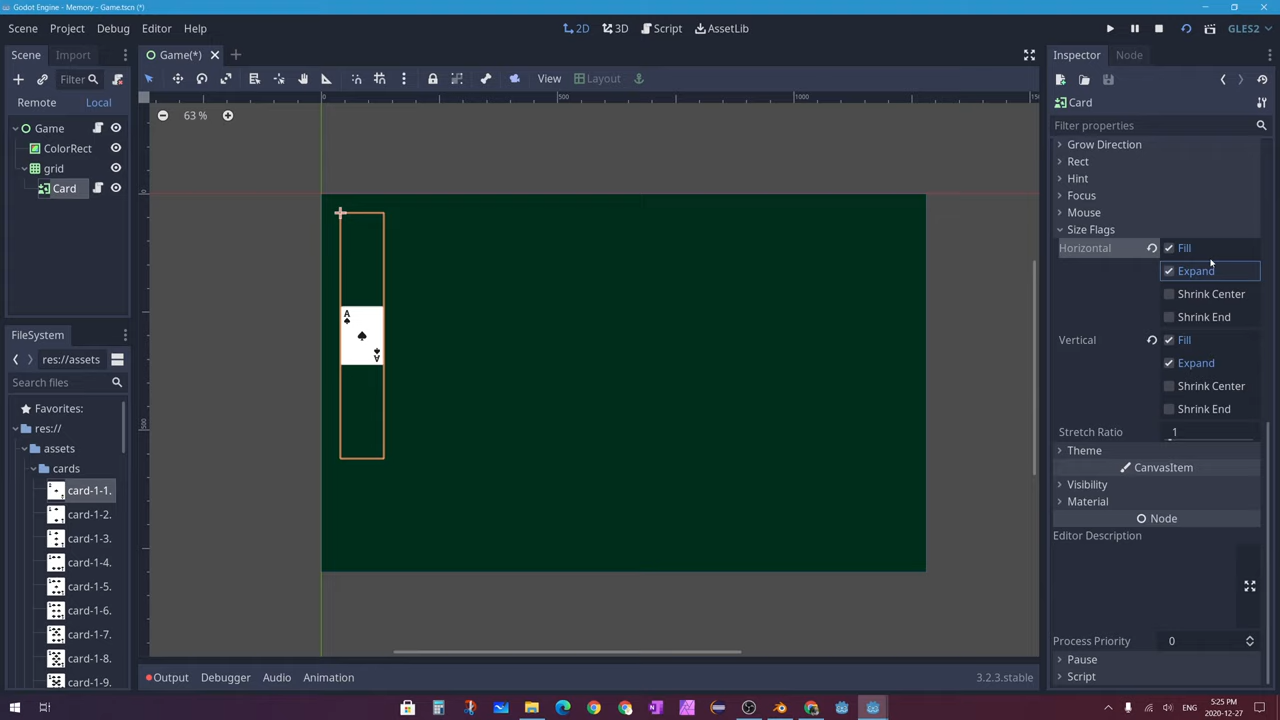 Godot Engine - Memory - Game.tscn (*)
Scene Project Debug Editor Help
2D 3D Script AssetLib
GLES2
Scene Import
Game(*)
Inspector Node
Filter
View Layout
Remote Local
Card
Game
ColorRect
grid
Card
63 %
0 500 1000 150
0
500
Filter properties
Grow Direction
Rect
Hint
Focus
Mouse
Size Flags
Horizontal Fill
Expand
Shrink Center
Shrink End
Vertical Fill
Expand
Shrink Center
Shrink End
Stretch Ratio 1
Theme
CanvasItem
Visibility
Material
Node
Editor Description
Process Priority 0
Pause
Script
A
A
FileSystem
res://assets
Search files
Favorites:
res://
assets
cards
card-1-1.
card-1-2.
card-1-3.
card-1-4.
card-1-5.
card-1-6.
card-1-7.
card-1-8.
card-1-9.
Output Debugger Audio Animation
3.2.3.stable
ENG
5:25 PM
2020-12-27